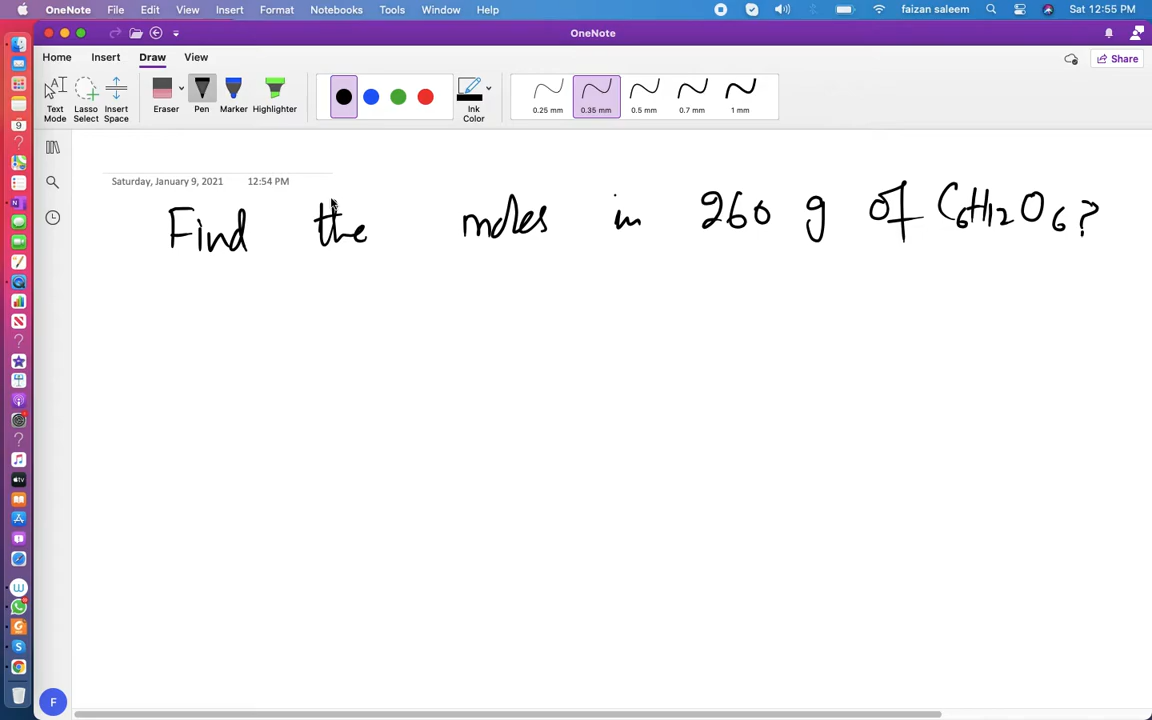 OneNote File Edit View Insert Format Notebooks Tools Window Help faizan saleem Sat 12:55 PM
OneNote
Home Insert Draw View Share
Text Mode Lasso Select Insert Space Eraser Pen Marker Highlighter Ink Color 0.25 mm 0.35 mm 0.5 mm 0.7 mm 1 mm
Saturday, January 9, 2021 12:54 PM
Find the moles in 260 g of C6H12O6?
F